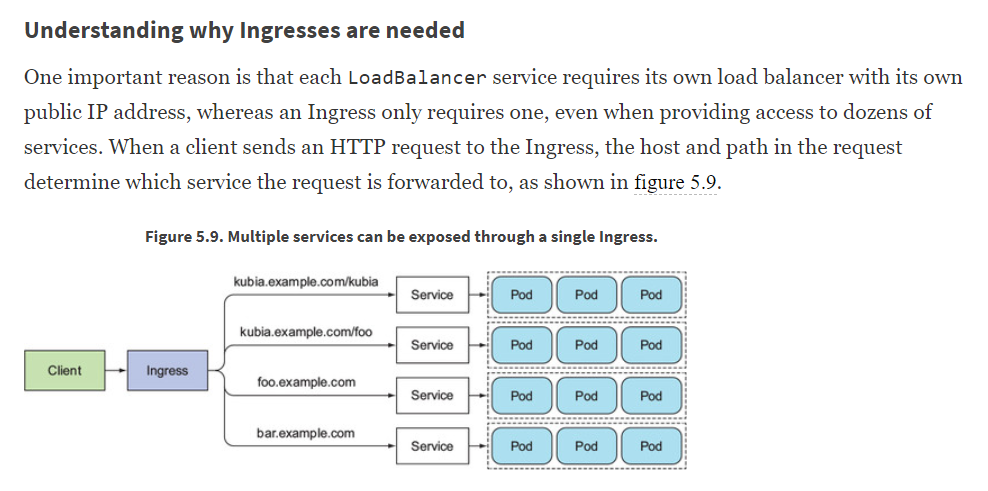 Understanding why Ingresses are needed
One important reason is that each LoadBalancer service requires its own load balancer with its own
public IP address, whereas an Ingress only requires one, even when providing access to dozens of
services. When a client sends an HTTP request to the Ingress, the host and path in the request
determine which service the request is forwarded to, as shown in figure 5.9.
Figure 5.9. Multiple services can be exposed through a single Ingress.
kubia.example.com/kubia
Service Pod Pod Pod
kubia.example.com/foo
Service Pod Pod Pod
Client Ingress
foo.example.com
Service Pod Pod Pod
bar.example.com
Service Pod Pod Pod